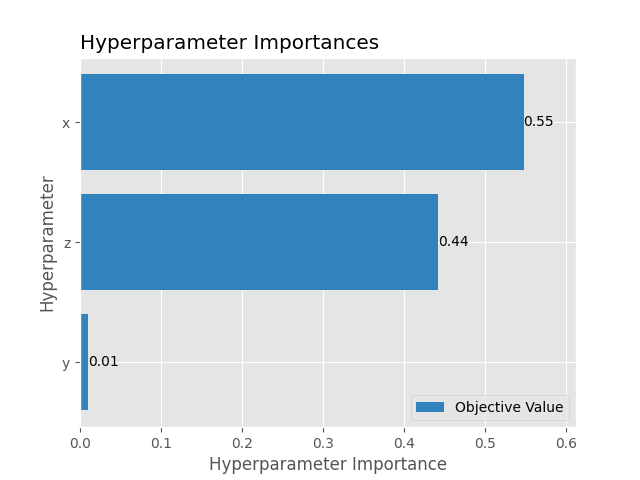 Hyperparameter Importances
Hyperparameter
x
0.55
z
0.44
y
0.01
Objective Value
0.0 0.1 0.2 0.3 0.4 0.5 0.6
Hyperparameter Importance